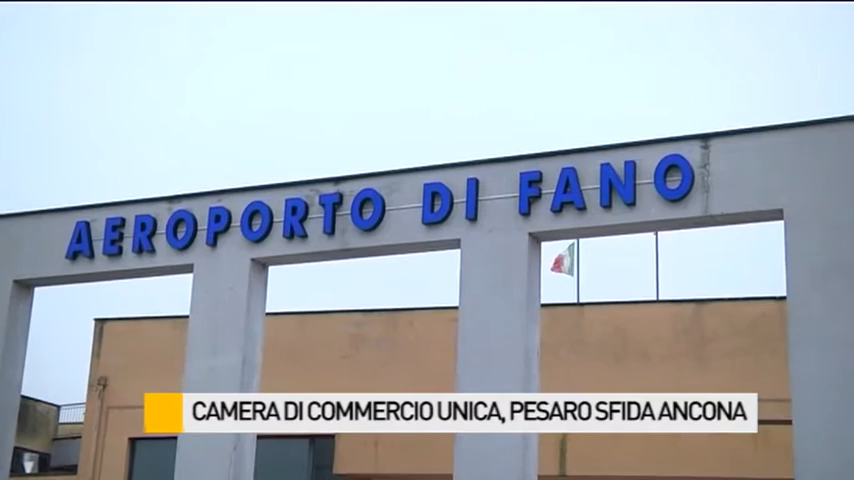 AEROPORTO DI FANO
CAMERA DI COMMERCIO UNICA, PESARO SFIDA ANCONA